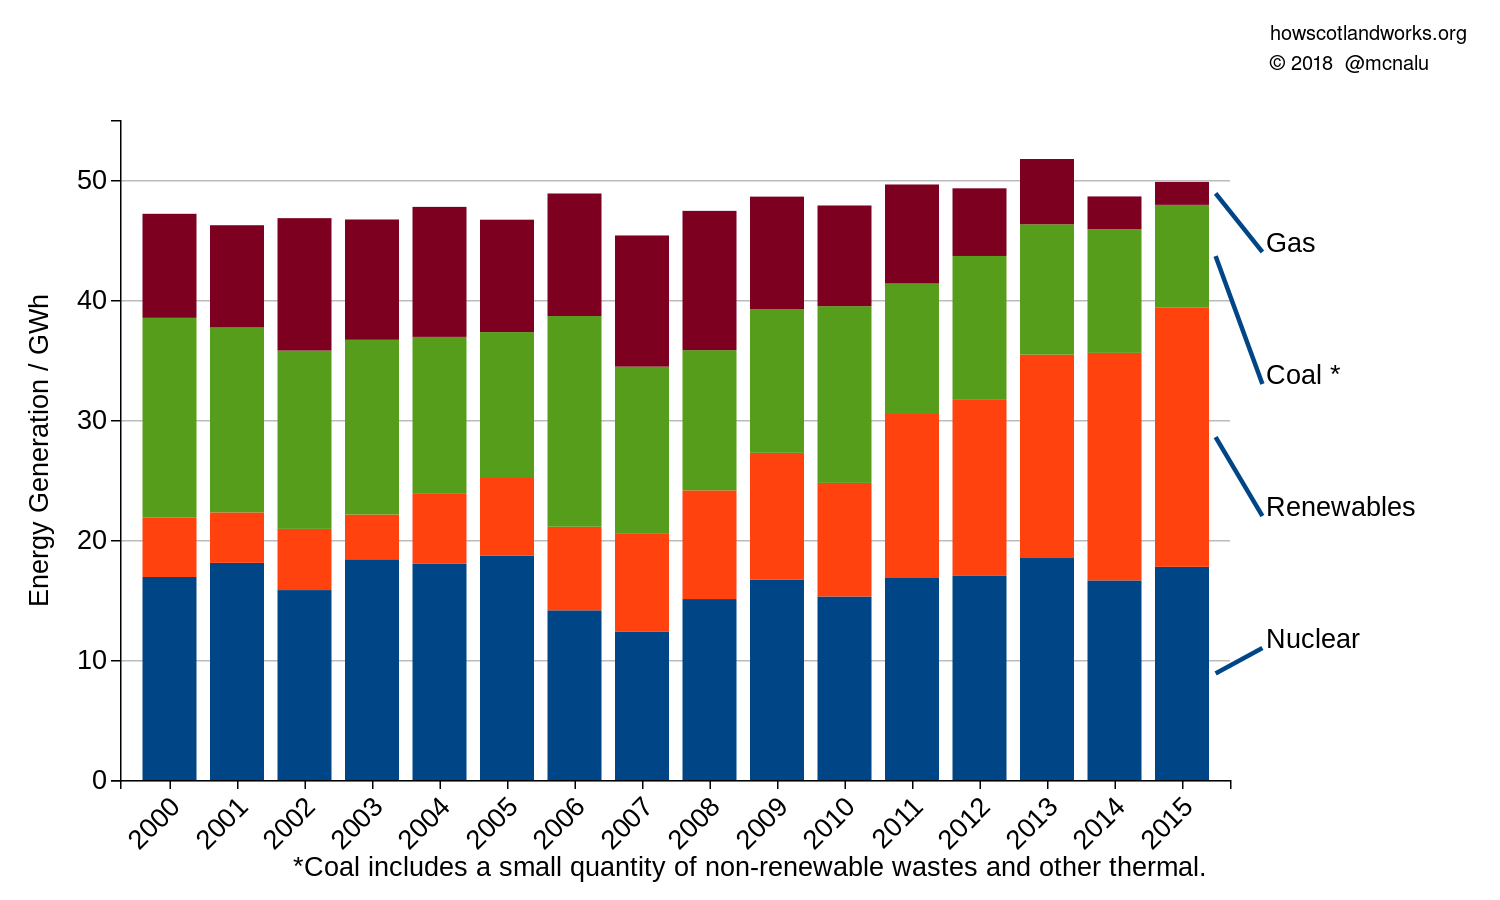 howscotlandworks.org
© 2018 @mcnalu
50
40
30
20
10
0
Energy Generation / GWh
Gas
Coal *
Renewables
Nuclear
2000 2001 2002 2003 2004 2005 2006 2007 2008 2009 2010 2011 2012 2013 2014 2015
*Coal includes a small quantity of non-renewable wastes and other thermal.